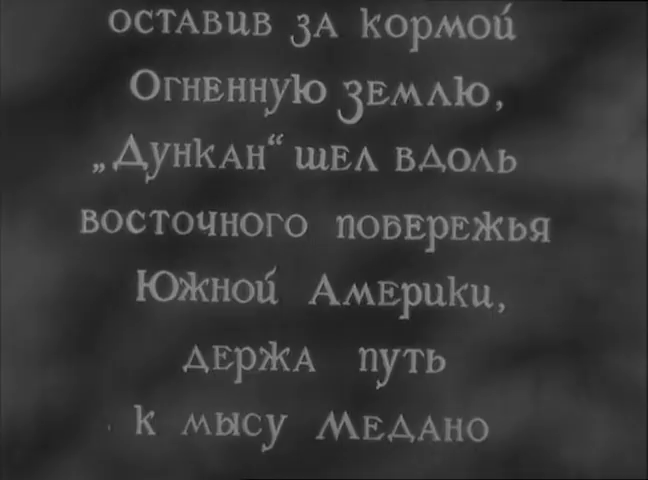 оставив за кормой
Огненную землю,
„Дункан“ шел вдоль
восточного побережья
Южной Америки,
держа путь
к мысу Медано